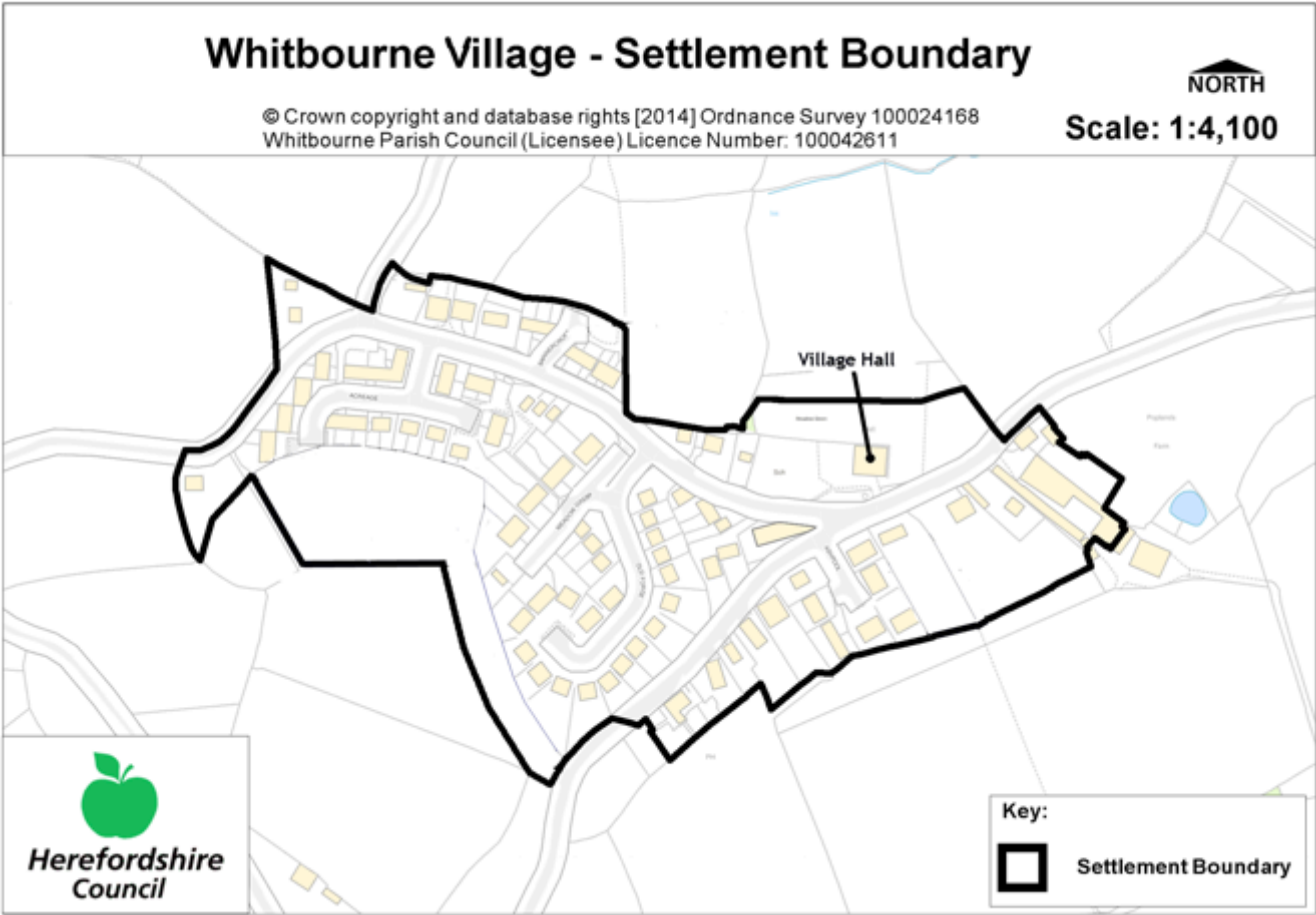 Whitbourne Village - Settlement Boundary
NORTH
© Crown copyright and database rights [2014] Ordnance Survey 100024168
Whitbourne Parish Council (Licensee) Licence Number: 100042611
Scale: 1:4,100
Village Hall
ACREAGE
Herefordshire
Council
Key:
Settlement Boundary